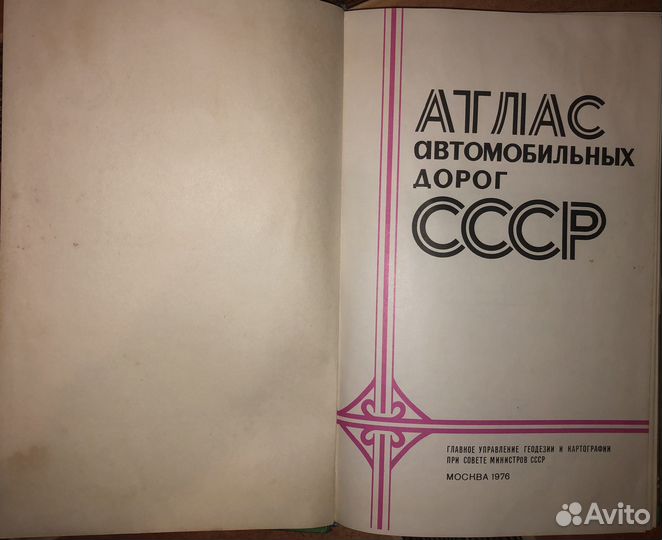 АТЛАС
автомобильных
ДОРОГ
СССР
ГЛАВНОЕ УПРАВЛЕНИЕ ГЕОДЕЗИИ И КАРТОГРАФИИ
ПРИ СОВЕТЕ МИНИСТРОВ СССР
МОСКВА 1976
Avito